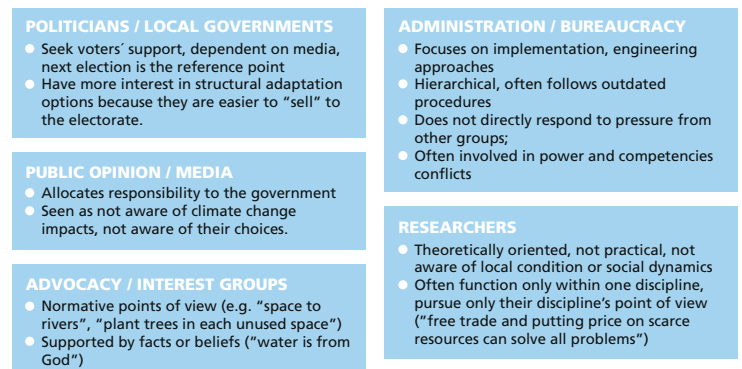 POLITICIANS / LOCAL GOVERNMENTS
● Seek voters´ support, dependent on media,
next election is the reference point
● Have more interest in structural adaptation
options because they are easier to “sell” to
the electorate.
PUBLIC OPINION / MEDIA
● Allocates responsibility to the government
● Seen as not aware of climate change
impacts, not aware of their choices.
ADVOCACY / INTEREST GROUPS
● Normative points of view (e.g. “space to
rivers”, “plant trees in each unused space”)
● Supported by facts or beliefs (”water is from
God”)
ADMINISTRATION / BUREAUCRACY
● Focuses on implementation, engineering
approaches
● Hierarchical, often follows outdated
procedures
● Does not directly respond to pressure from
other groups;
● Often involved in power and competencies
conflicts
RESEARCHERS
● Theoretically oriented, not practical, not
aware of local condition or social dynamics
● Often function only within one discipline,
pursue only their discipline’s point of view
(”free trade and putting price on scarce
resources can solve all problems”)